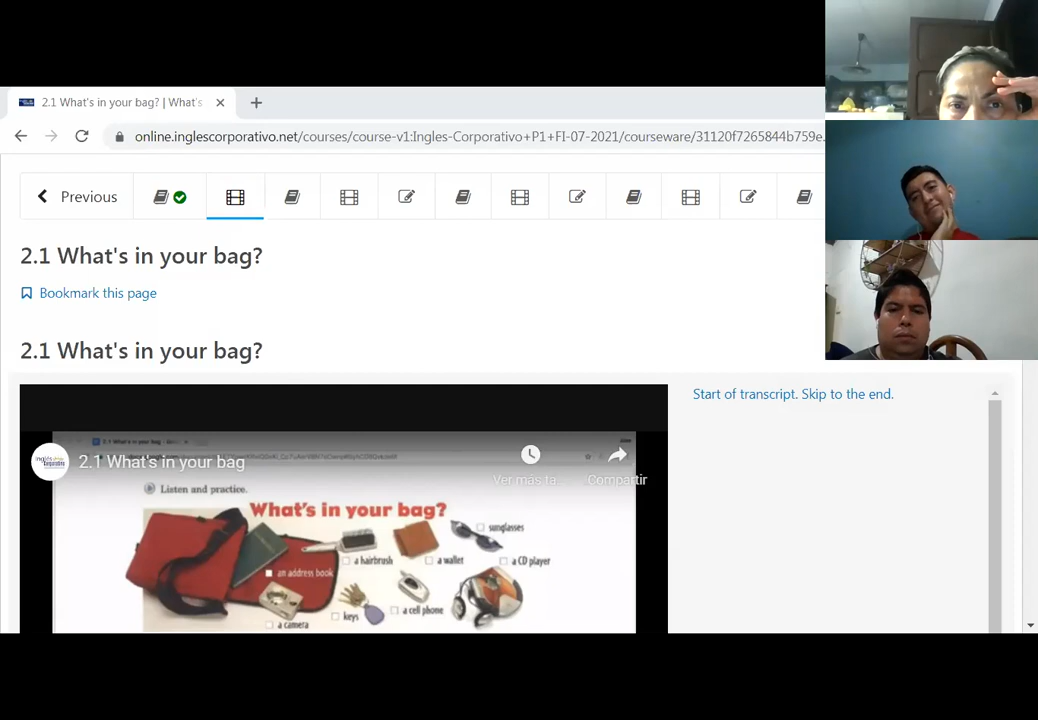 2.1 What's in your bag? | What's
online.inglescorporativo.net/courses/course-v1:Ingles-Corporativo+P1+FI-07-2021/courseware/31120f7265844b759e.
Previous
2.1 What's in your bag?
Bookmark this page
2.1 What's in your bag?
Start of transcript. Skip to the end.
2.1 What's in your bag
Ver más ta...
Compartir
Listen and practice.
What's in your bag?
sunglasses
a hairbrush
a wallet
a CD player
an address book
a cell phone
keys
a camera